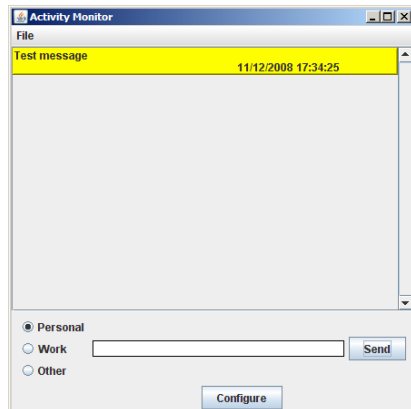 Activity Monitor
File
Test message
11/12/2008 17:34:25
Personal
Work
Send
Other
Configure